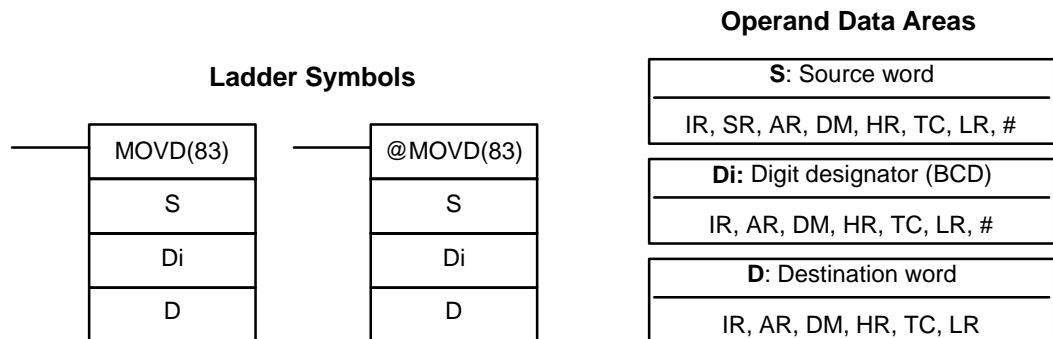 Ladder Symbols
MOVD(83)
S
Di
D
@MOVD(83)
S
Di
D
Operand Data Areas
S: Source word
IR, SR, AR, DM, HR, TC, LR, #
Di: Digit designator (BCD)
IR, AR, DM, HR, TC, LR, #
D: Destination word
IR, AR, DM, HR, TC, LR